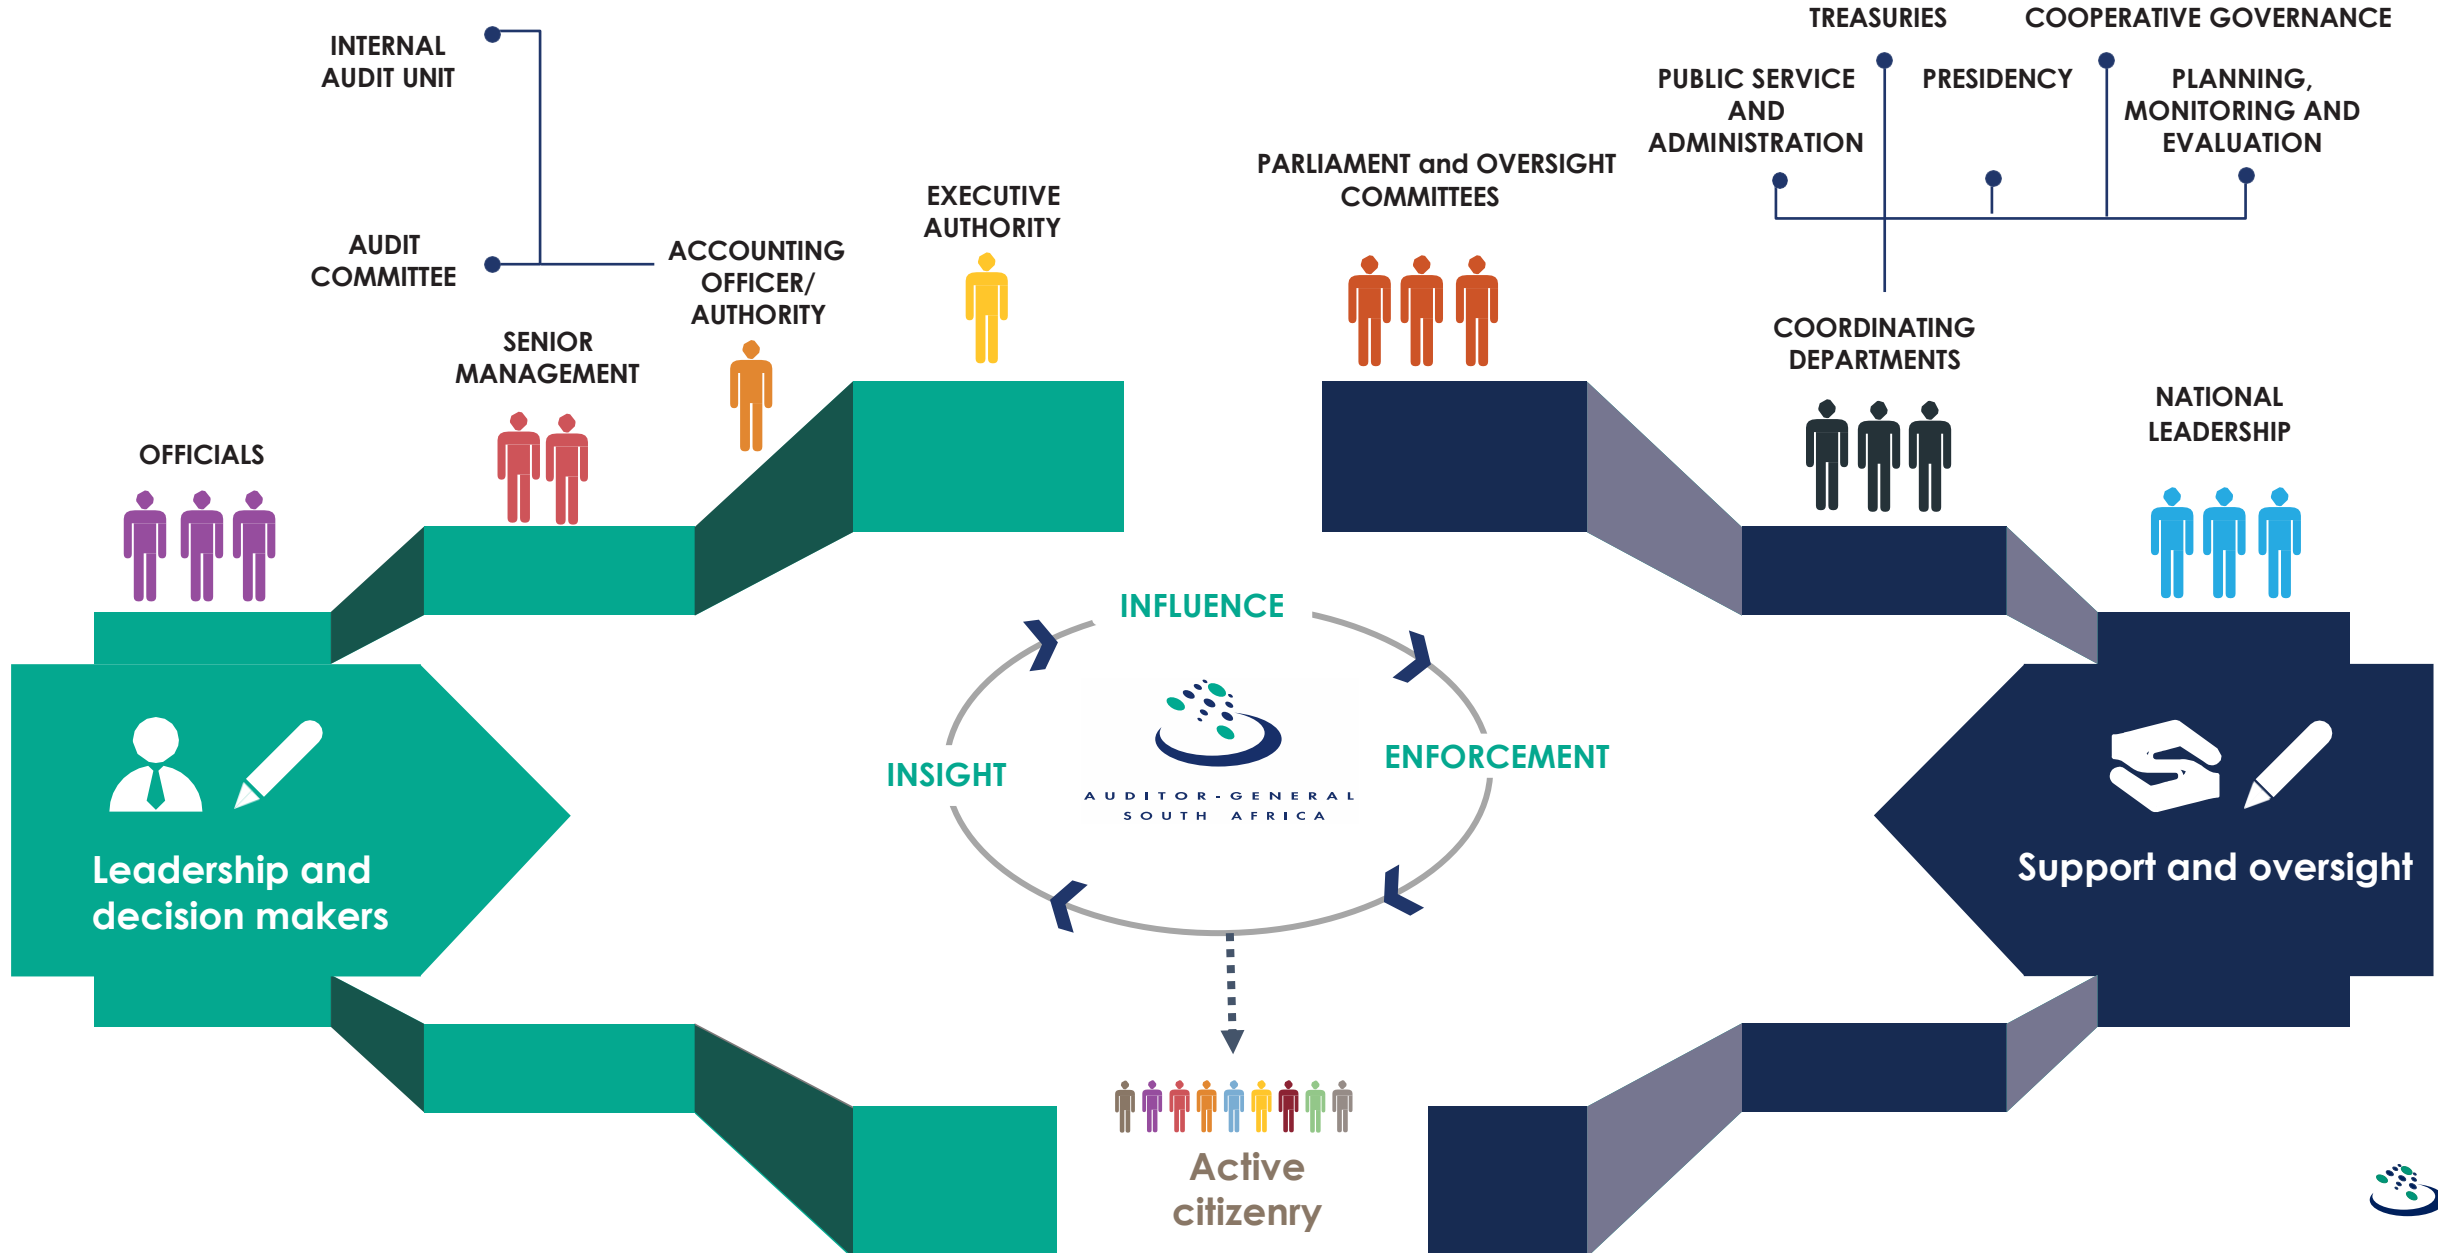 INTERNAL
AUDIT UNIT
AUDIT
COMMITTEE
OFFICIALS
SENIOR
MANAGEMENT
ACCOUNTING
OFFICER/
AUTHORITY
EXECUTIVE
AUTHORITY
PARLIAMENT and OVERSIGHT
COMMITTEES
TREASURIES
COOPERATIVE GOVERNANCE
PUBLIC SERVICE
AND
ADMINISTRATION
PRESIDENCY
PLANNING,
MONITORING AND
EVALUATION
COORDINATING
DEPARTMENTS
NATIONAL
LEADERSHIP
INFLUENCE
INSIGHT
ENFORCEMENT
AUDITOR-GENERAL
SOUTH AFRICA
Leadership and
decision makers
Support and oversight
Active
citizenry